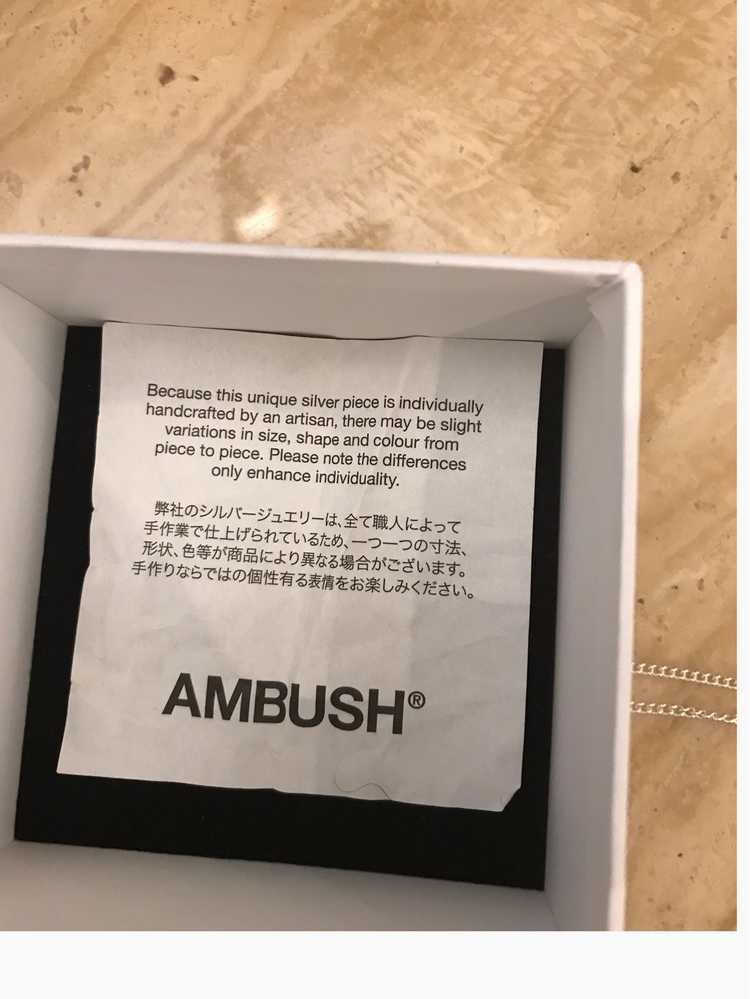 Because this unique silver piece is individually
handcrafted by an artisan, there may be slight
variations in size, shape and colour from
piece to piece. Please note the differences
only enhance individuality.
弊社のシルバージュエリーは、全て職人によって
手作業で仕上げられているため、一つ一つの寸法、
形状、色等が商品により異なる場合がございます。
手作りならではの個性有る表情をお楽しみください。
AMBUSH®